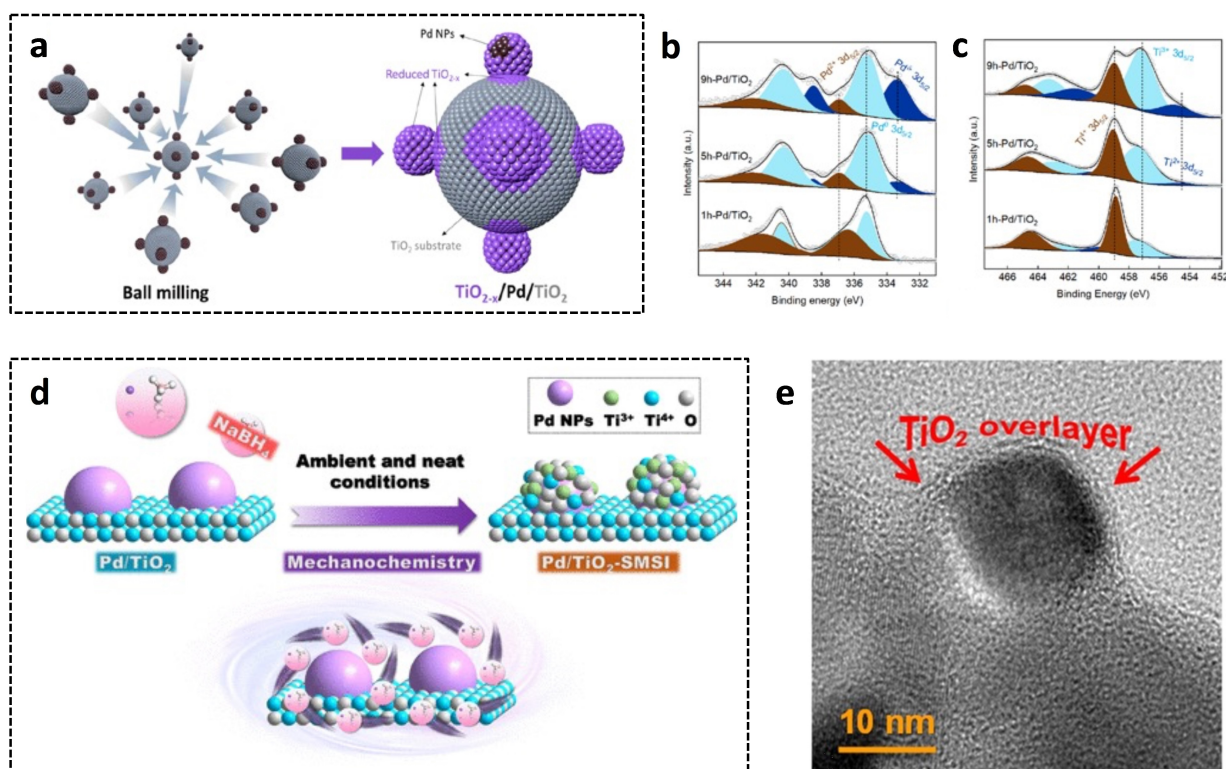 a
Pd NPs
Reduced TiO2-x
TiO2 substrate
Ball milling
TiO2-x/Pd/TiO2
b
9h-Pd/TiO2
5h-Pd/TiO2
1h-Pd/TiO2
Pd2+ 3d5/2
Pd0 3d5/2
Pdδ- 3d5/2
Intensity (a.u.)
344 342 340 338 336 334 332
Binding energy (eV)
c
9h-Pd/TiO2
5h-Pd/TiO2
1h-Pd/TiO2
Ti3+ 3d5/2
Ti4+ 3d5/2
Ti2+ 3d5/2
Intensity (a.u.)
466 464 462 460 458 456 454 452
Binding Energy (eV)
d
NaBH4
Pd NPs Ti3+ Ti4+ O
Ambient and neat
conditions
Pd/TiO2
Mechanochemistry
Pd/TiO2-SMSI
e
TiO2 overlayer
10 nm